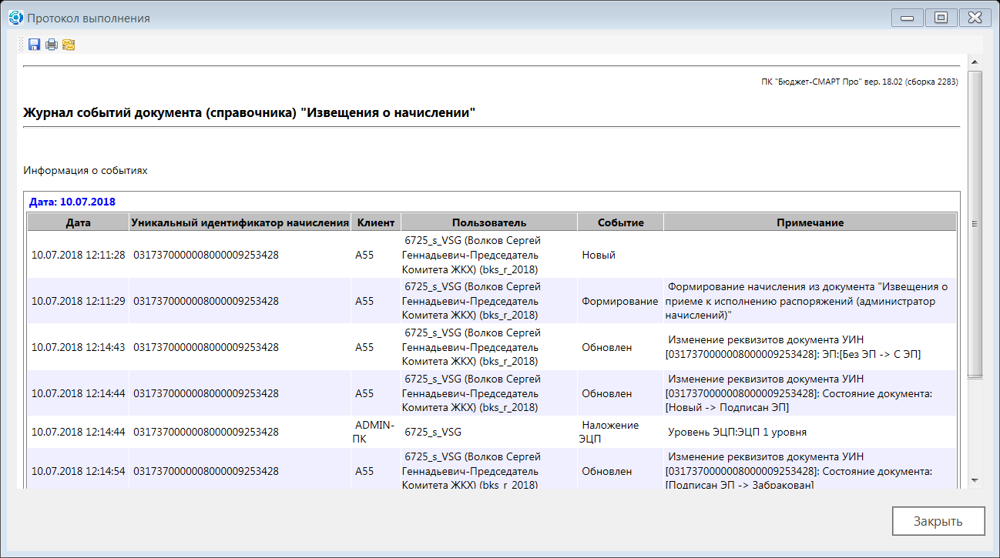 Протокол выполнения
ПК "Бюджет-СМАРТ Про" вер. 18.02 (сборка 2283)
Журнал событий документа (справочника) "Извещения о начислении"
Информация о событиях
Дата: 10.07.2018
Дата Уникальный идентификатор начисления Клиент Пользователь Событие Примечание
6725_s_VSG (Волков Сергей
10.07.2018 12:11:28 0317370000008000009253428 A55 Геннадьевич-Председатель Новый
Комитета ЖКХ) (bks_r_2018)
6725_s_VSG (Волков Сергей Формирование начисления из документа "Извещения о
10.07.2018 12:11:29 0317370000008000009253428 A55 Геннадьевич-Председатель Формирование приеме к исполнению распоряжений (администратор
Комитета ЖКХ) (bks_r_2018) начислений)"
6725_s_VSG (Волков Сергей Изменение реквизитов документа УИН
10.07.2018 12:14:43 0317370000008000009253428 A55 Геннадьевич-Председатель Обновлен [0317370000008000009253428]: ЭП:[Без ЭП -> С ЭП]
Комитета ЖКХ) (bks_r_2018)
6725_s_VSG (Волков Сергей Изменение реквизитов документа УИН
10.07.2018 12:14:44 0317370000008000009253428 A55 Геннадьевич-Председатель Обновлен [0317370000008000009253428]: Состояние документа:
Комитета ЖКХ) (bks_r_2018) [Новый -> Подписан ЭП]
ADMIN- Наложение
10.07.2018 12:14:44 0317370000008000009253428 ПК 6725_s_VSG ЭЦП Уровень ЭЦП:ЭЦП 1 уровня
6725_s_VSG (Волков Сергей Изменение реквизитов документа УИН
10.07.2018 12:14:54 0317370000008000009253428 A55 Геннадьевич-Председатель Обновлен [0317370000008000009253428]: Состояние документа:
Комитета ЖКХ) (bks_r_2018) [Подписан ЭП -> Забракован]
Закрыть